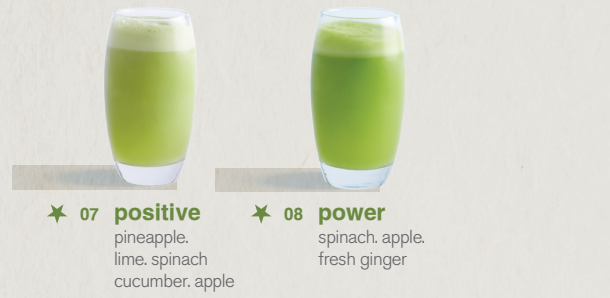 07 positive
pineapple.
lime. spinach
cucumber. apple
08 power
spinach. apple.
fresh ginger